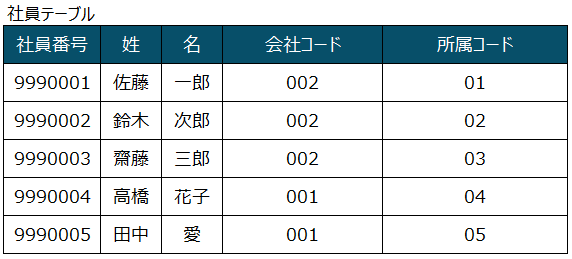 社員テーブル
社員番号 姓 名 会社コード 所属コード
9990001 佐藤 一郎 002 01
9990002 鈴木 次郎 002 02
9990003 齋藤 三郎 002 03
9990004 高橋 花子 001 04
9990005 田中 愛 001 05